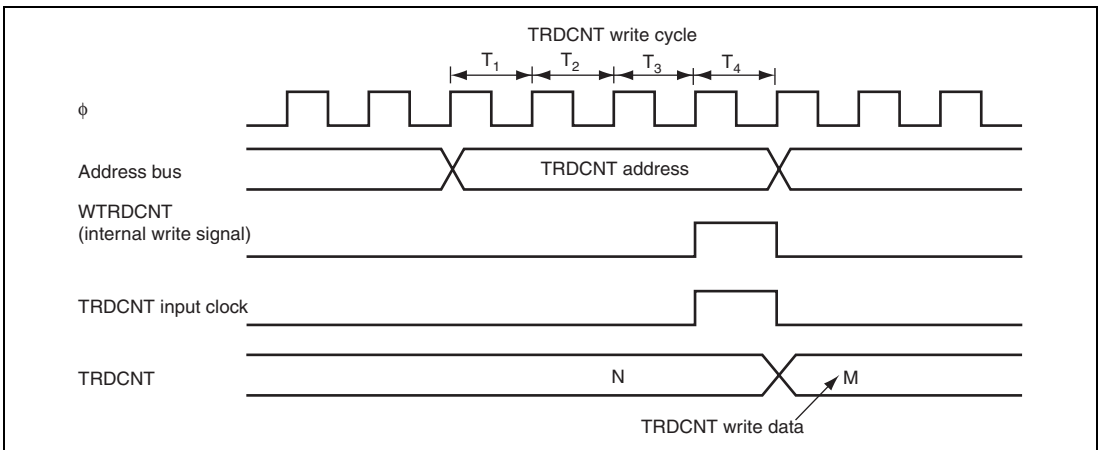 TRDCNT write cycle
T1 T2 T3 T4
ϕ
Address bus
TRDCNT address
WTRDCNT
(internal write signal)
TRDCNT input clock
TRDCNT
N
M
TRDCNT write data